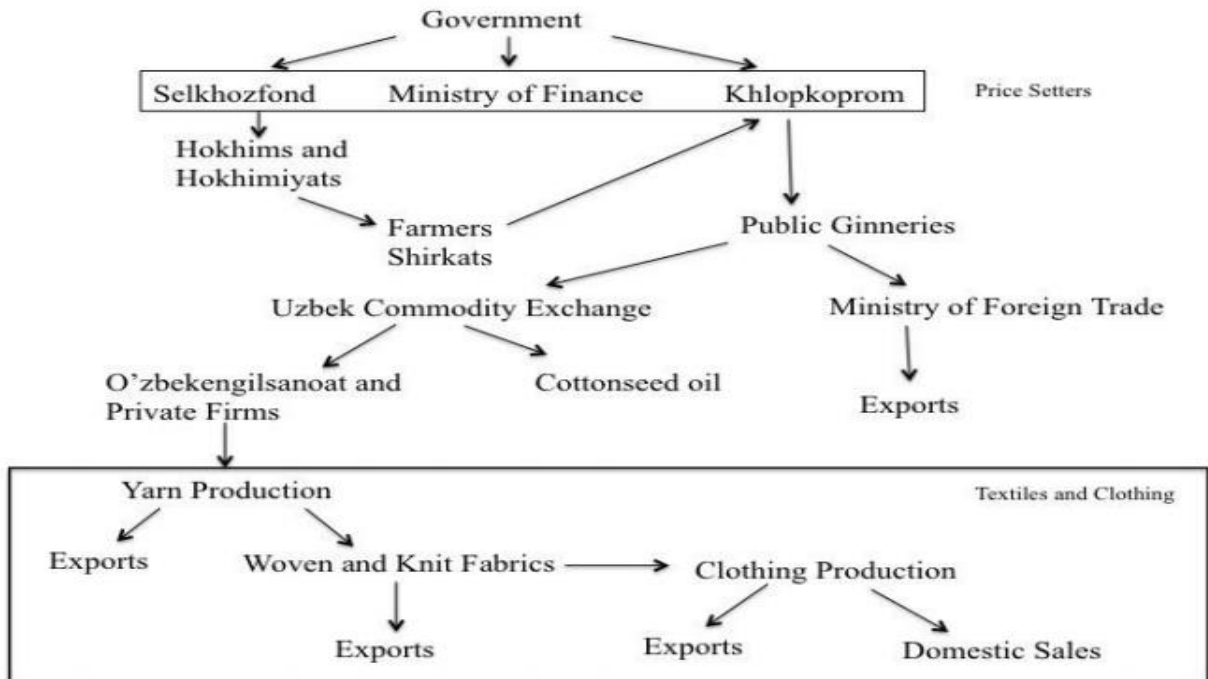 Government
Selkhozfond Ministry of Finance Khlopkoprom Price Setters
Hokhims and
Hokhimiyats
Farmers
Shirkats
Public Ginneries
Uzbek Commodity Exchange
Ministry of Foreign Trade
O'zbekengilsanoat and
Private Firms
Cottonseed oil
Exports
Yarn Production
Textiles and Clothing
Exports
Woven and Knit Fabrics
Clothing Production
Exports
Exports
Domestic Sales